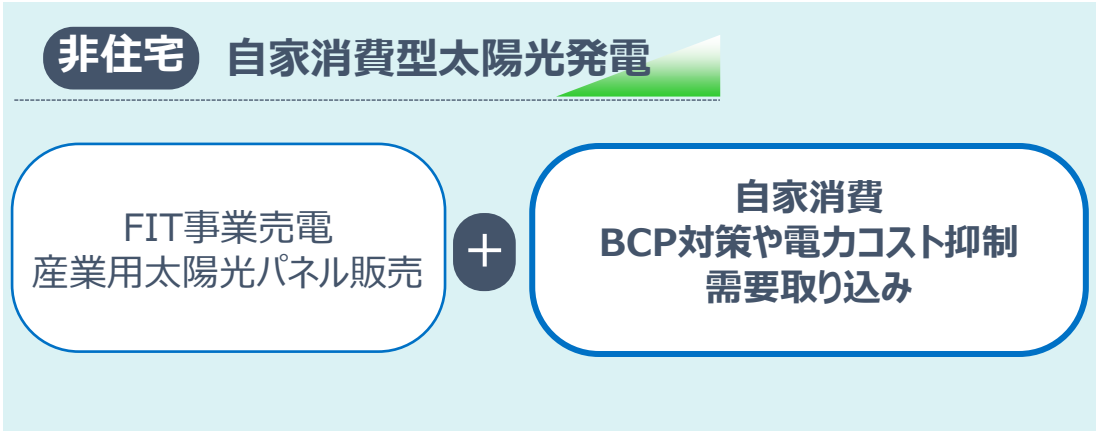 非住宅 自家消費型太陽光発電
FIT事業売電
産業用太陽光パネル販売
+
自家消費
BCP対策や電力コスト抑制
需要取り込み